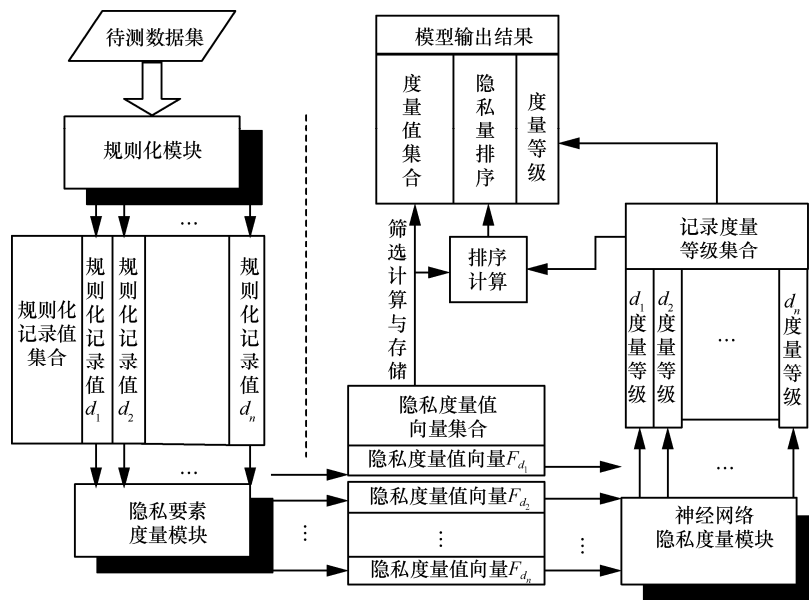 待测数据集
规则化模块
...
规则化
记录值
集合
规则化记录值d1
规则化记录值d2
规则化记录值dn
...
隐私要素
度量模块
模型输出结果
度量值集合
隐私量排序
度量等级
筛选计算与存储
排序
计算
隐私度量值
向量集合
隐私度量值向量Fd1
隐私度量值向量Fd2
⋮
隐私度量值向量Fdn
⋮
⋮
记录度量
等级集合
d1度量等级
d2度量等级
...
dn度量等级
...
神经网络
隐私度量模块